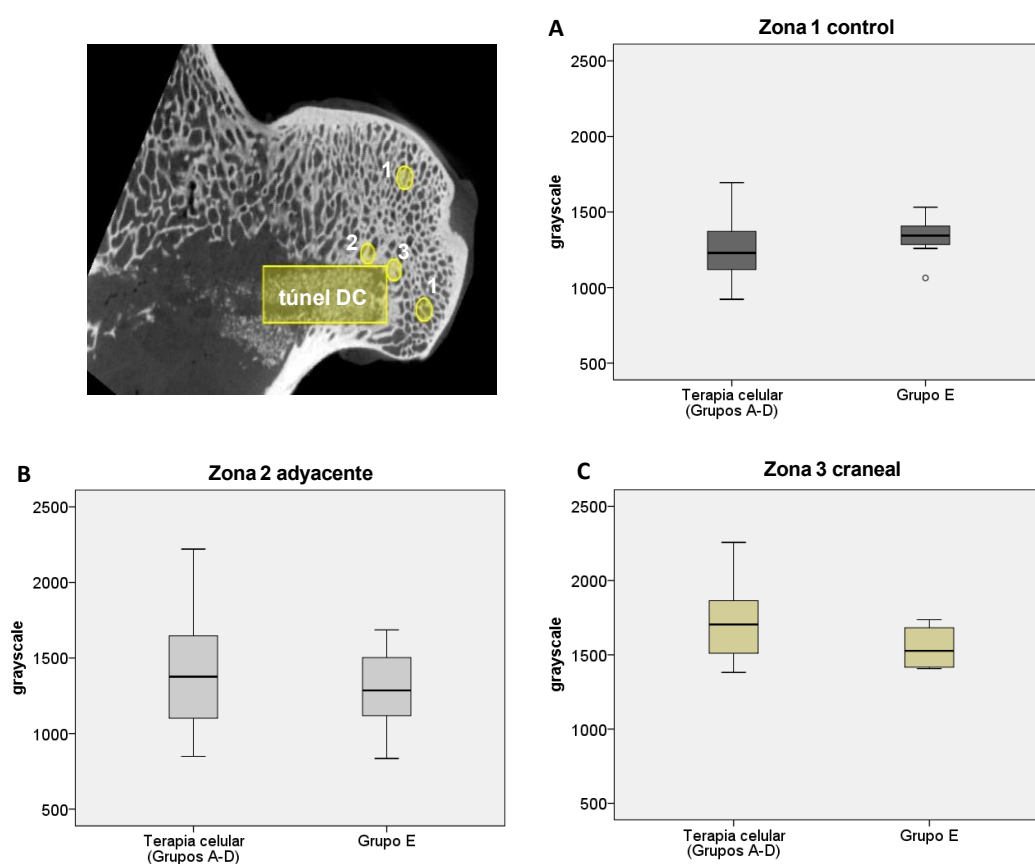 1
2
3
1
túnel DC
A
Zona 1 control
2500
2000
1500
1000
500
grayscale
Terapia celular
(Grupos A-D)
Grupo E
B
Zona 2 adyacente
2500
2000
1500
1000
500
grayscale
Terapia celular
(Grupos A-D)
Grupo E
C
Zona 3 craneal
2500
2000
1500
1000
500
grayscale
Terapia celular
(Grupos A-D)
Grupo E